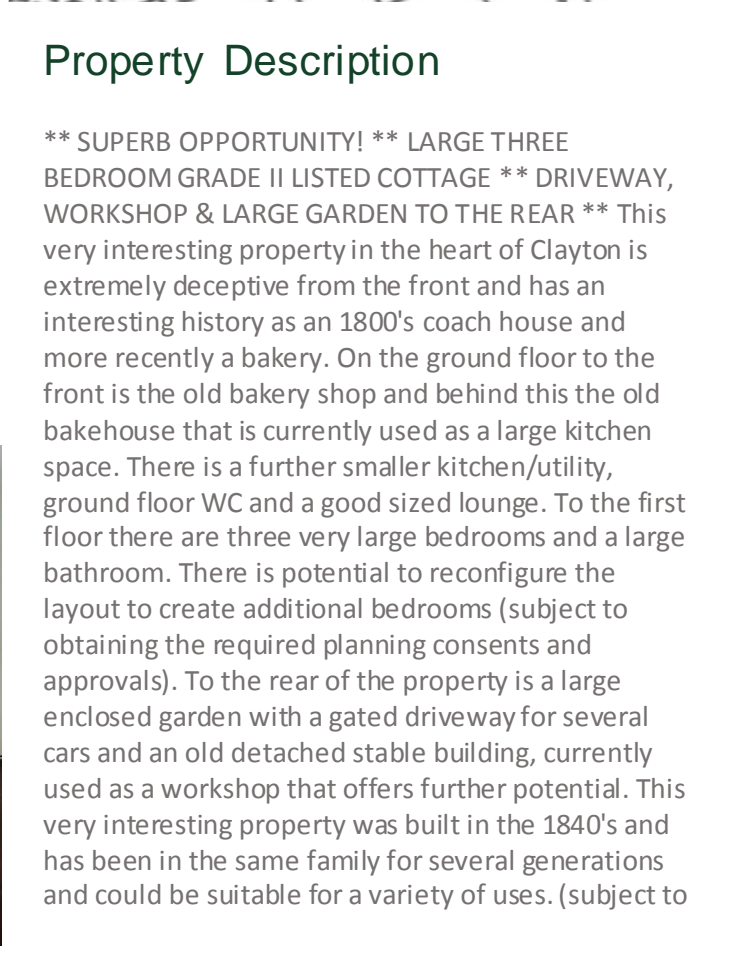 Property Description
** SUPERB OPPORTUNITY! ** LARGE THREE
BEDROOM GRADE II LISTED COTTAGE ** DRIVEWAY,
WORKSHOP & LARGE GARDEN TO THE REAR ** This
very interesting property in the heart of Clayton is
extremely deceptive from the front and has an
interesting history as an 1800's coach house and
more recently a bakery. On the ground floor to the
front is the old bakery shop and behind this the old
bakehouse that is currently used as a large kitchen
space. There is a further smaller kitchen/utility,
ground floor WC and a good sized lounge. To the first
floor there are three very large bedrooms and a large
bathroom. There is potential to reconfigure the
layout to create additional bedrooms (subject to
obtaining the required planning consents and
approvals). To the rear of the property is a large
enclosed garden with a gated driveway for several
cars and an old detached stable building, currently
used as a workshop that offers further potential. This
very interesting property was built in the 1840's and
has been in the same family for several generations
and could be suitable for a variety of uses. (subject to